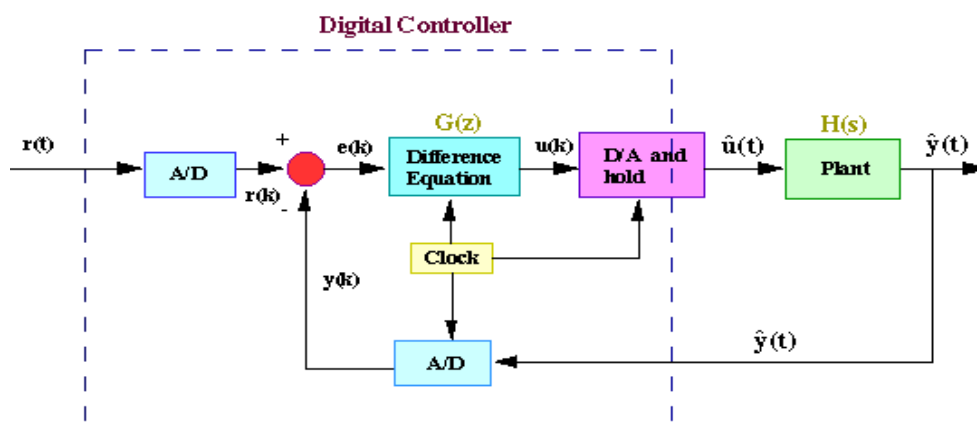 Digital Controller
r(t)
A/D
r(k)
+
-
e(k)
G(z)
Difference
Equation
u(k)
D/A and
hold
û(t)
H(s)
Plant
ŷ(t)
Clock
y(k)
A/D
ŷ(t)